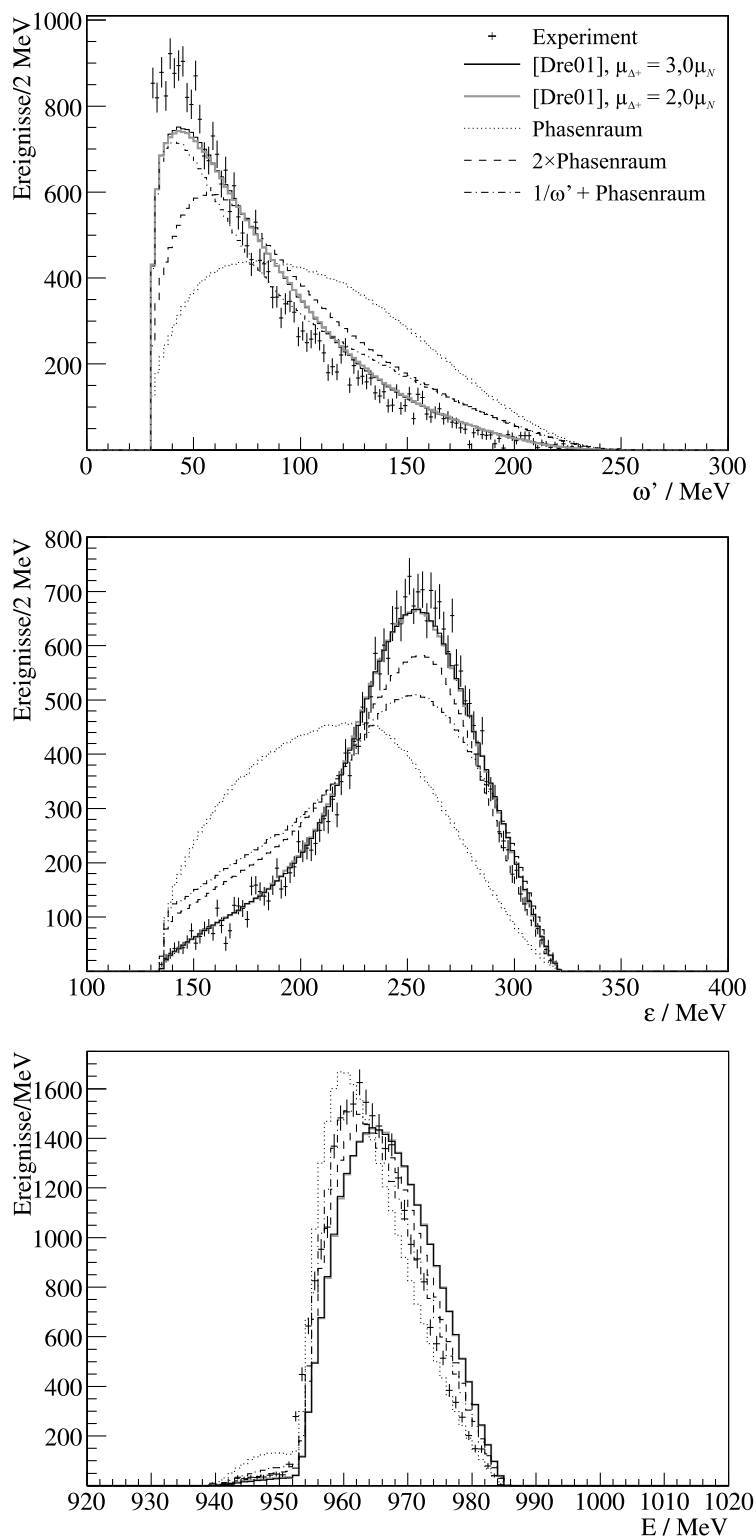 Ereignisse/2 MeV
1000
800
600
400
200
Experiment
[Dre01], μΔ+ = 3,0μN
[Dre01], μΔ+ = 2,0μN
Phasenraum
2×Phasenraum
1/ω' + Phasenraum
0 50 100 150 200 250 300
ω' / MeV
Ereignisse/2 MeV
800
700
600
500
400
300
200
100
100 150 200 250 300 350 400
ε / MeV
Ereignisse/MeV
1600
1400
1200
1000
800
600
400
200
920 930 940 950 960 970 980 990 1000 1010 1020
E / MeV